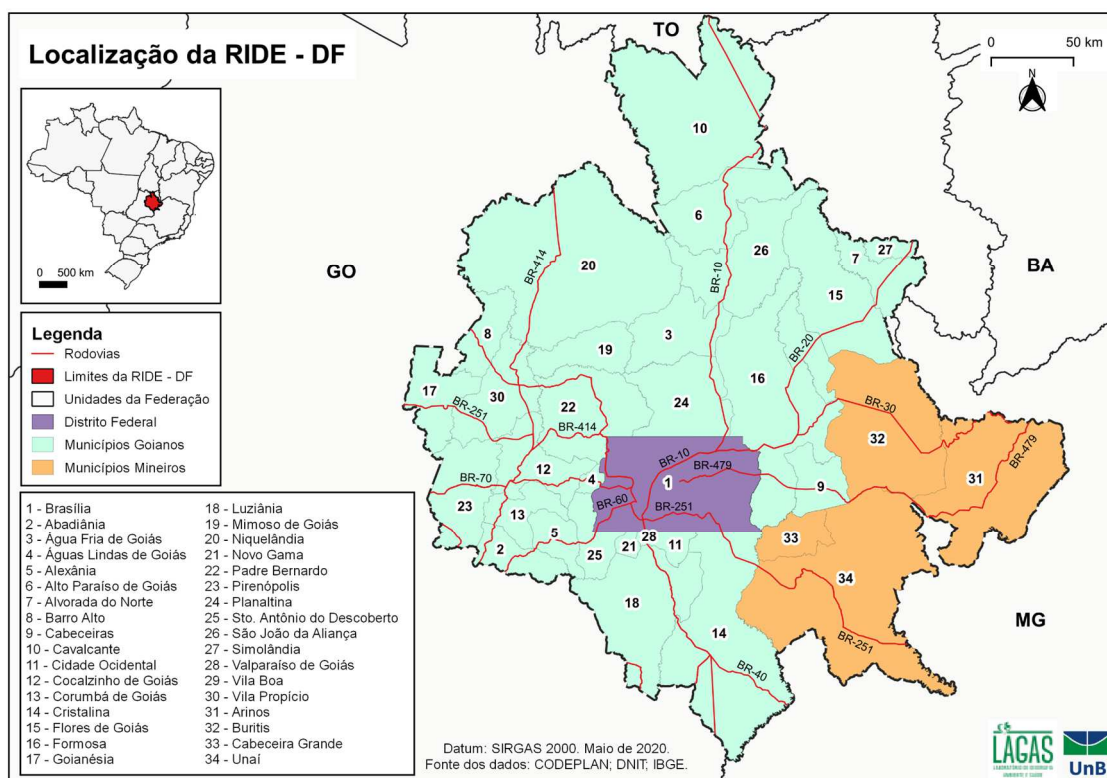 Localização da RIDE - DF
0 500 km
Legenda
Rodovias
Limites da RIDE - DF
Unidades da Federação
Distrito Federal
Municípios Goianos
Municípios Mineiros
1 - Brasília
2 - Abadiânia
3 - Água Fria de Goiás
4 - Águas Lindas de Goiás
5 - Alexânia
6 - Alto Paraíso de Goiás
7 - Alvorada do Norte
8 - Barro Alto
9 - Cabeceiras
10 - Cavalcante
11 - Cidade Ocidental
12 - Cocalzinho de Goiás
13 - Corumbá de Goiás
14 - Cristalina
15 - Flores de Goiás
16 - Formosa
17 - Goianésia
18 - Luziânia
19 - Mimoso de Goiás
20 - Niquelândia
21 - Novo Gama
22 - Padre Bernardo
23 - Pirenópolis
24 - Planaltina
25 - Sto. Antônio do Descoberto
26 - São João da Aliança
27 - Simolândia
28 - Valparaíso de Goiás
29 - Vila Boa
30 - Vila Propício
31 - Arinos
32 - Buritis
33 - Cabeceira Grande
34 - Unaí
TO
0 50 km
N
10
6
26
27
7
BR-414
20
BR-10
GO
BA
15
8
3
19
BR-20
17
30
16
BR-251
22
24
BR-30
BR-414
32
BR-479
BR-10
12
BR-479
31
BR-70
4
1
9
23
BR-60
13
BR-251
5
28
33
2
25
21
11
34
18
MG
14
BR-251
BR-40
Datum: SIRGAS 2000. Maio de 2020.
Fonte dos dados: CODEPLAN; DNIT; IBGE.
LAGAS
UnB